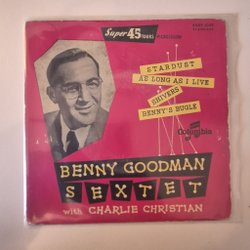 Super 45 TOURS
STARDUST
AS LONG AS I LIVE
SHIVERS
BENNY'S BUGLE
Columbia
BENNY GOODMAN
SEXTET
with CHARLIE CHRISTIAN